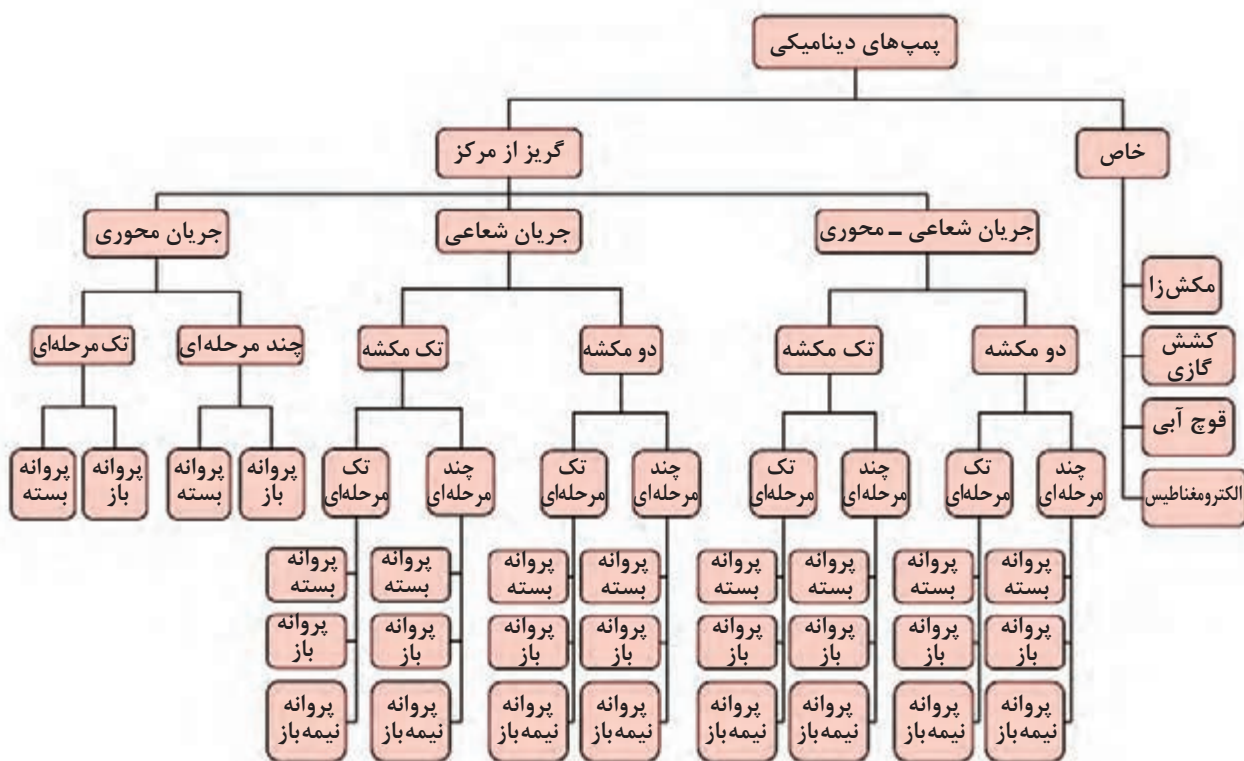 پمپ‌های دینامیکی
خاص
گریز از مرکز
جریان شعاعی ـ محوری
جریان شعاعی
جریان محوری
مکش‌زا
کشش
گازی
قوچ آبی
الکترومغناطیس
دو مکشه
تک مکشه
دو مکشه
تک مکشه
چند مرحله‌ای
تک مرحله‌ای
چند
مرحله‌ای
تک
مرحله‌ای
چند
مرحله‌ای
تک
مرحله‌ای
چند
مرحله‌ای
تک
مرحله‌ای
چند
مرحله‌ای
تک
مرحله‌ای
پروانه
باز
پروانه
بسته
پروانه
باز
پروانه
بسته
پروانه
بسته
پروانه
بسته
پروانه
بسته
پروانه
بسته
پروانه
بسته
پروانه
بسته
پروانه
بسته
پروانه
بسته
پروانه
باز
پروانه
باز
پروانه
باز
پروانه
باز
پروانه
باز
پروانه
باز
پروانه
باز
پروانه
باز
پروانه
نیمه‌باز
پروانه
نیمه‌باز
پروانه
نیمه‌باز
پروانه
نیمه‌باز
پروانه
نیمه‌باز
پروانه
نیمه‌باز
پروانه
نیمه‌باز
پروانه
نیمه‌باز